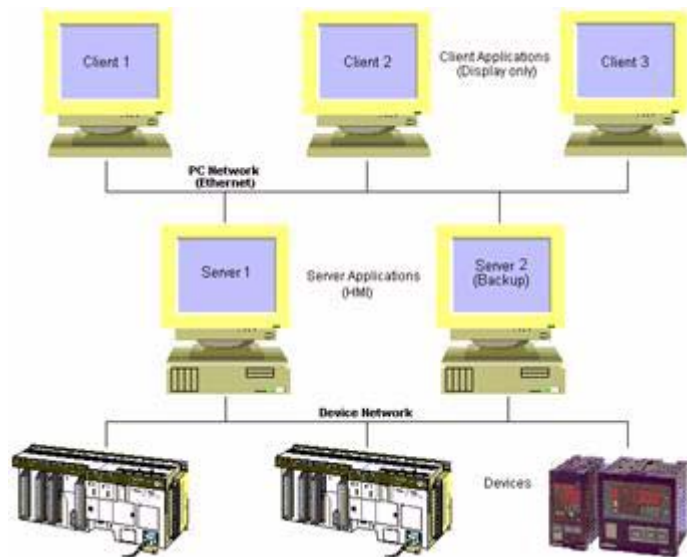 Client 1
Client 2
Client Applications
(Display only)
Client 3
PC Network
(Ethernet)
Server 1
Server Applications
(HMI)
Server 2
(Backup)
Device Network
Devices